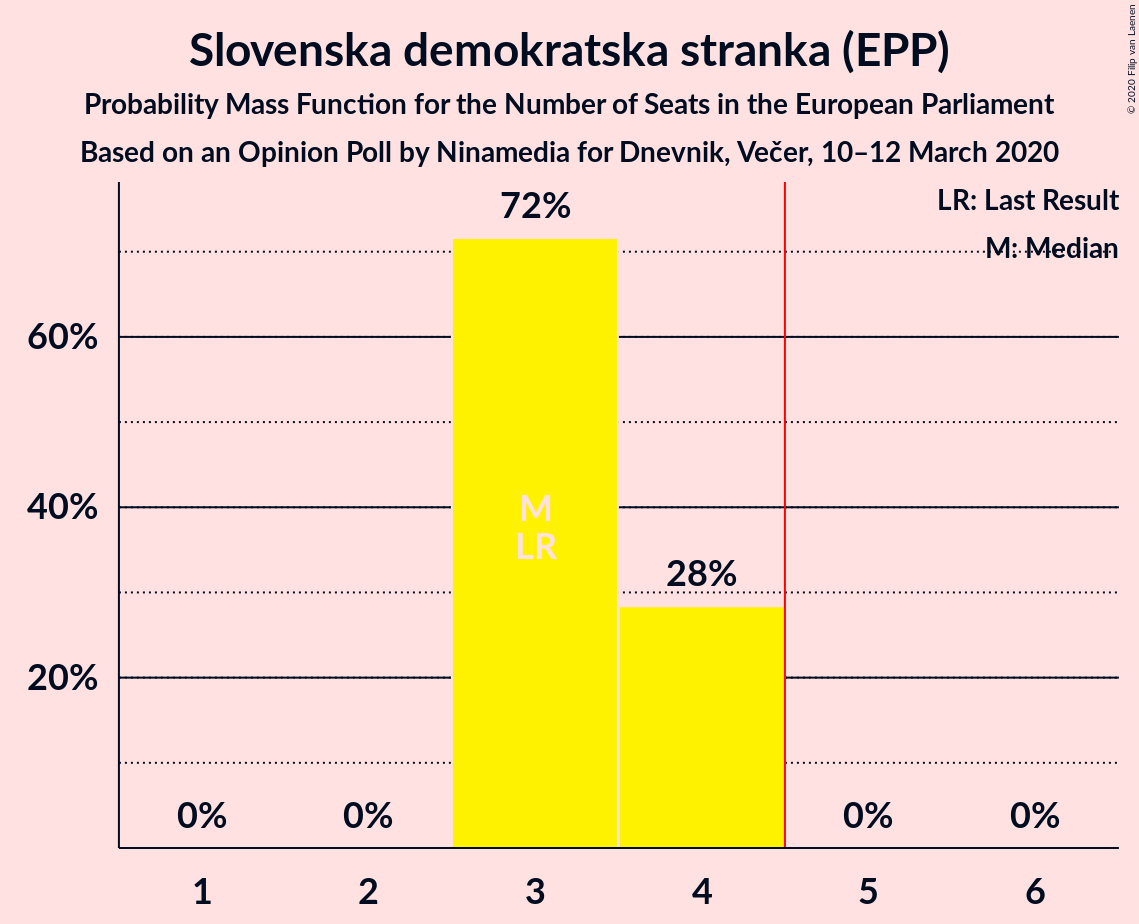 Slovenska demokratska stranka (EPP)
Probability Mass Function for the Number of Seats in the European Parliament
Based on an Opinion Poll by Ninamedia for Dnevnik, Večer, 10–12 March 2020
© 2020 Filip van Laenen
LR: Last Result
M: Median
72%
60%
40%
M
LR
28%
20%
0%
0%
0%
0%
1
2
3
4
5
6